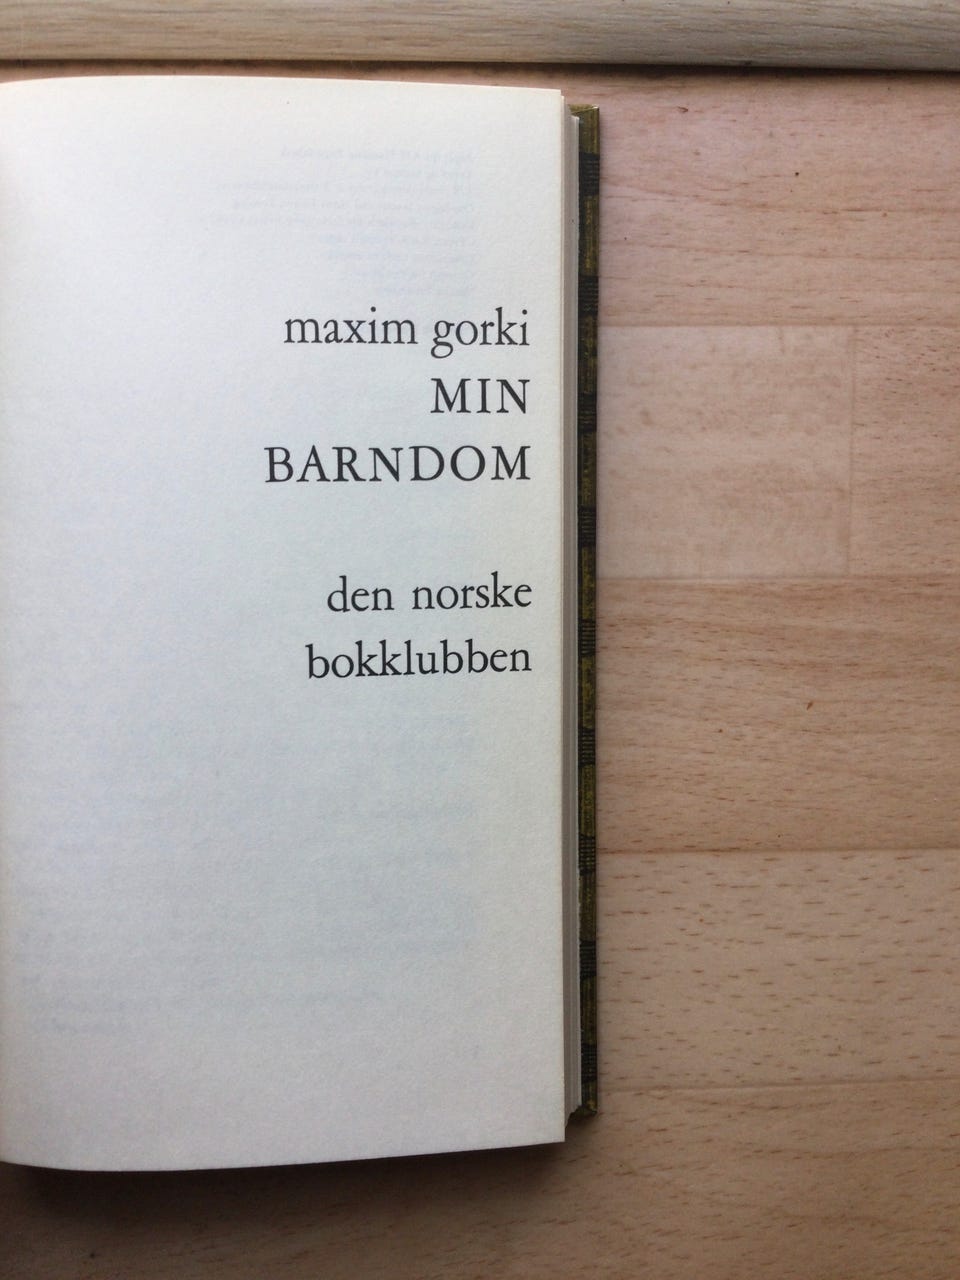 maxim gorki
MIN
BARNDOM
den norske
bokklubben